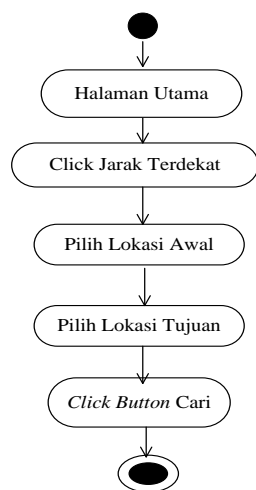 Halaman Utama
Click Jarak Terdekat
Pilih Lokasi Awal
Pilih Lokasi Tujuan
Click Button Cari